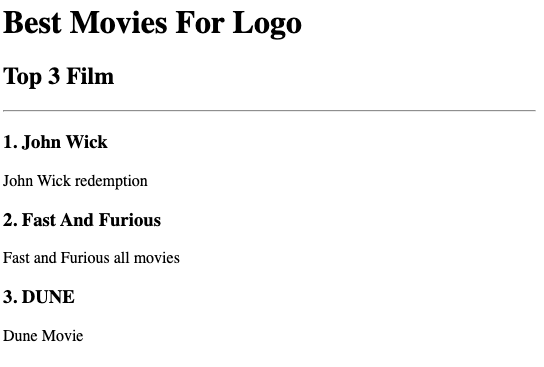 Best Movies For Logo
Top 3 Film
1. John Wick
John Wick redemption
2. Fast And Furious
Fast and Furious all movies
3. DUNE
Dune Movie